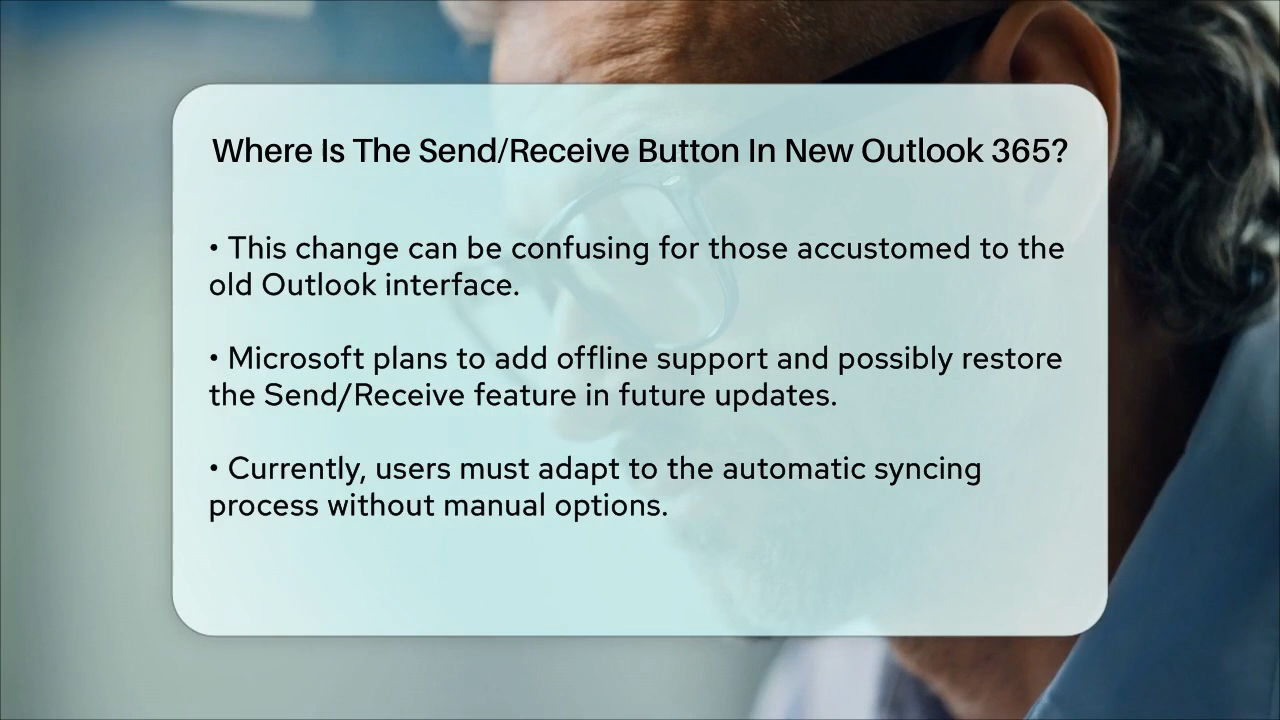 Where Is The Send/Receive Button In New Outlook 365?
• This change can be confusing for those accustomed to the
old Outlook interface.
• Microsoft plans to add offline support and possibly restore
the Send/Receive feature in future updates.
• Currently, users must adapt to the automatic syncing
process without manual options.